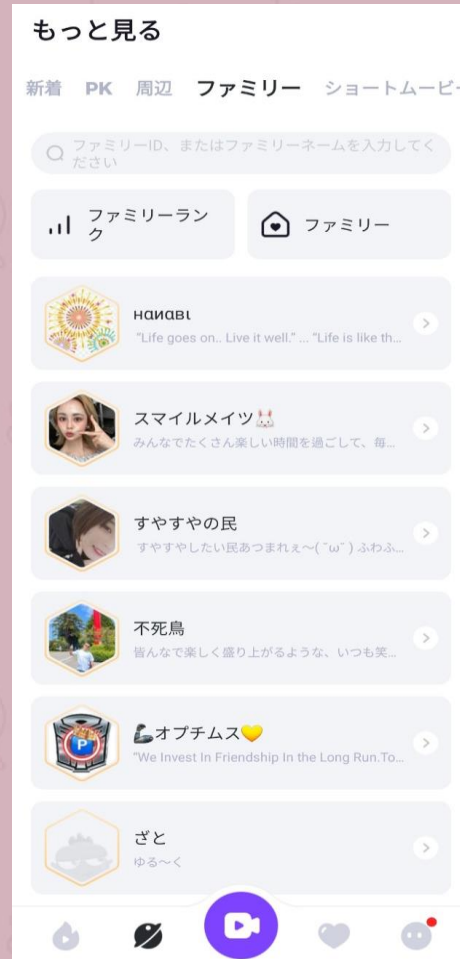 もっと見る
新着 PK 周辺 ファミリー ショートムービー
ファミリーID、またはファミリーネームを入力してく
ださい
ファミリーラン
ク
ファミリー
нαиαвι
"Life goes on.. Live it well." ... "Life is like th...
スマイルメイツ🐰
みんなでたくさん楽しい時間を過ごして、毎...
すやすやの民
すやすやしたい民あつまれぇ〜( ˘ω˘ ) ふわふ...
不死鳥
皆んなで楽しく盛り上がるような、いつも笑...
🦾オプチムス💛
"We Invest In Friendship In the Long Run.To...
P
ざと
ゆる〜く